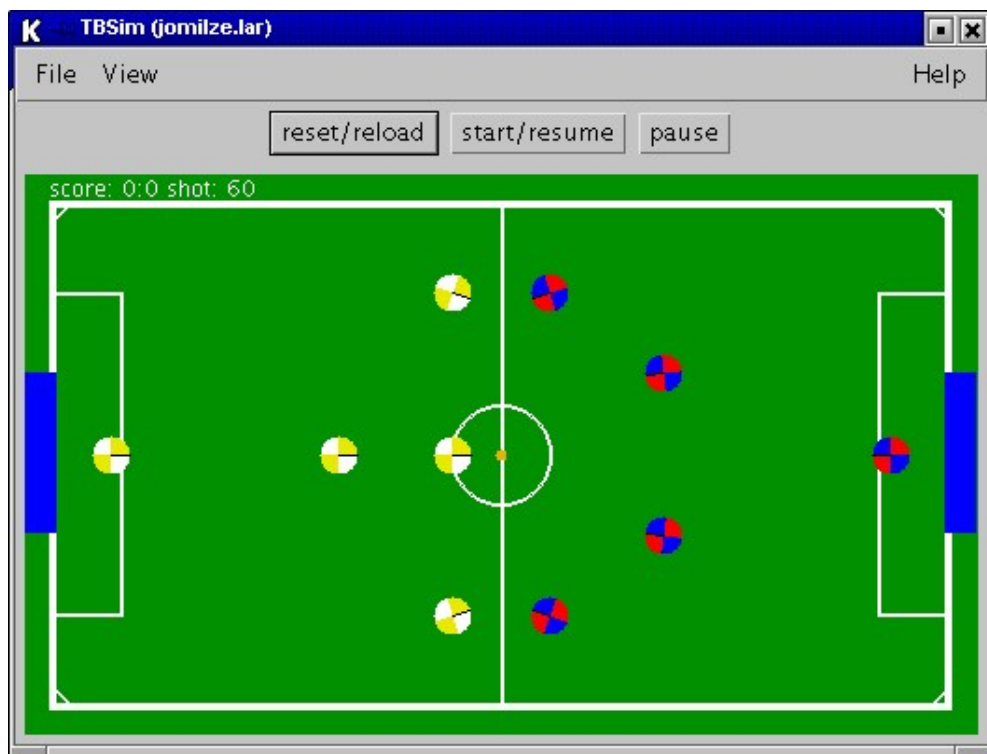 TBSim (jomilze.lar)
File View Help
reset/reload start/resume pause
score: 0:0 shot: 60